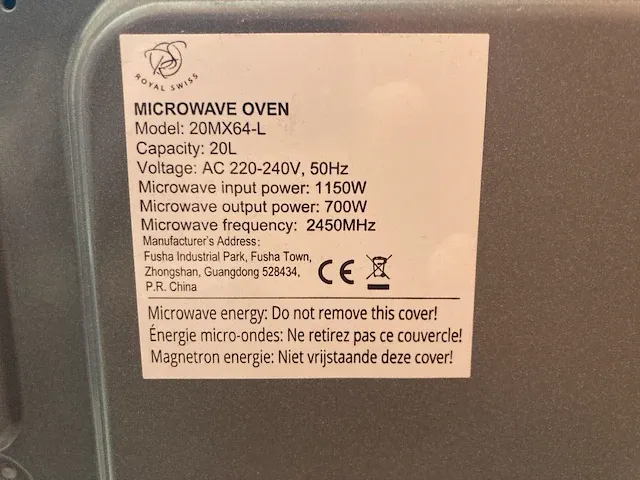 ROYAL SWISS
MICROWAVE OVEN
Model: 20MX64-L
Capacity: 20L
Voltage: AC 220-240V, 50Hz
Microwave input power: 1150W
Microwave output power: 700W
Microwave frequency: 2450MHz
Manufacturer's Address:
Fusha Industrial Park, Fusha Town,
Zhongshan, Guangdong 528434,
P.R. China
CE
Microwave energy: Do not remove this cover!
Énergie micro-ondes: Ne retirez pas ce couvercle!
Magnetron energie: Niet vrijstaande deze cover!